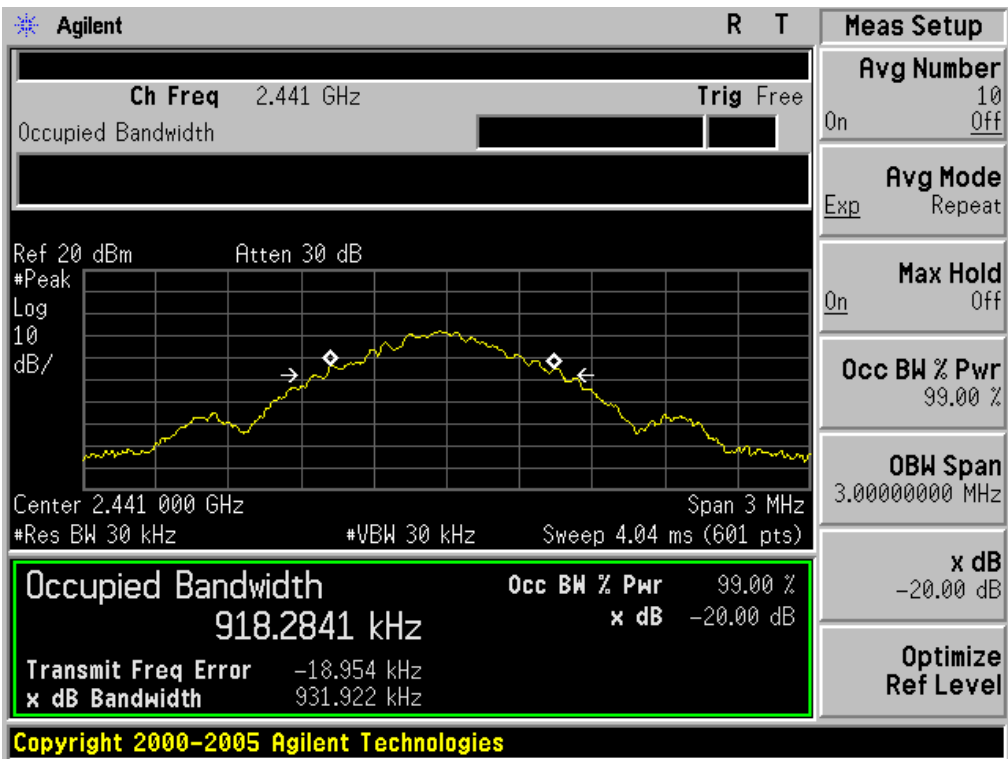 Agilent R T
Ch Freq 2.441 GHz Trig Free
Occupied Bandwidth
Ref 20 dBm Atten 30 dB
#Peak
Log
10
dB/
Center 2.441 000 GHz Span 3 MHz
#Res BW 30 kHz #VBW 30 kHz Sweep 4.04 ms (601 pts)
Occupied Bandwidth Occ BW % Pwr 99.00 %
918.2841 kHz x dB -20.00 dB
Transmit Freq Error -18.954 kHz
x dB Bandwidth 931.922 kHz
Copyright 2000-2005 Agilent Technologies
Meas Setup
Avg Number
10
On Off
Avg Mode
Exp Repeat
Max Hold
On Off
Occ BW % Pwr
99.00 %
OBW Span
3.00000000 MHz
x dB
-20.00 dB
Optimize
Ref Level